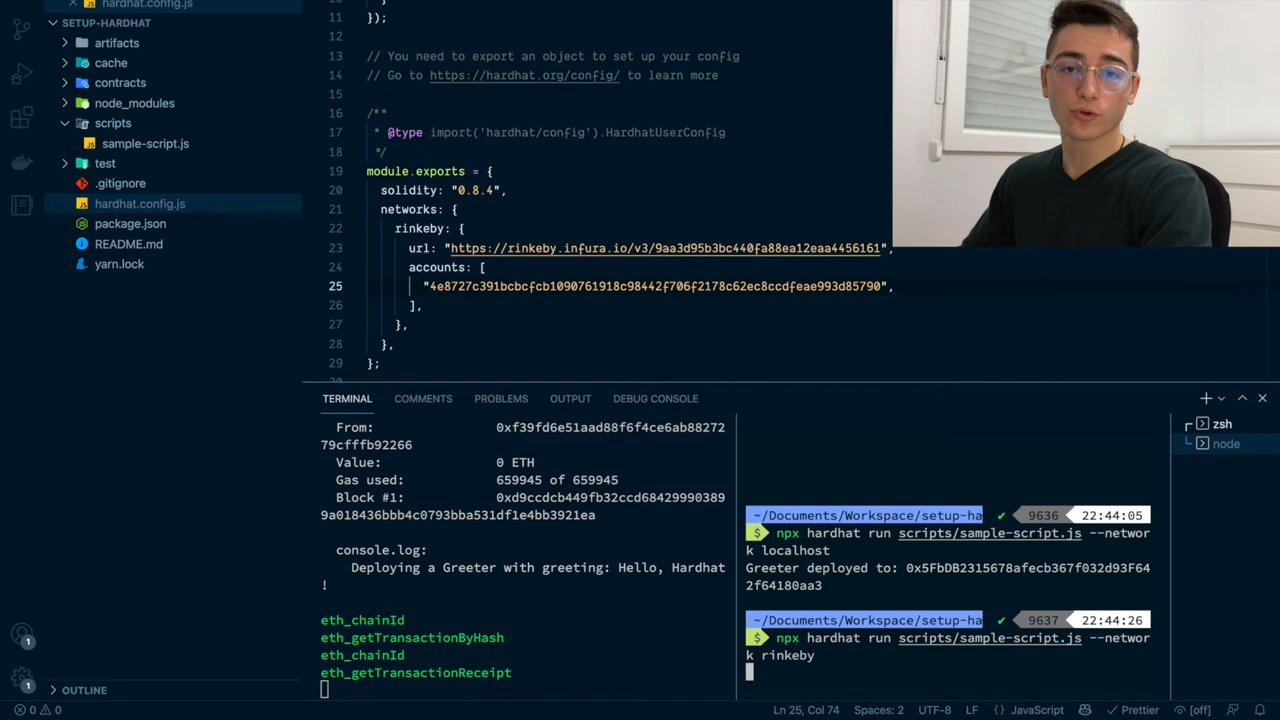 hardhat.config.js
SETUP-HARDHAT
artifacts
cache
contracts
node_modules
scripts
sample-script.js
test
.gitignore
hardhat.config.js
package.json
README.md
yarn.lock
OUTLINE
11 });
12
13 // You need to export an object to set up your config
14 // Go to https://hardhat.org/config/ to learn more
15
16 /**
17 * @type import('hardhat/config').HardhatUserConfig
18 */
19 module.exports = {
20 solidity: "0.8.4",
21 networks: {
22 rinkeby: {
23 url: "https://rinkeby.infura.io/v3/9aa3d95b3bc440fa88ea12eaa4456161",
24 accounts: [
25 "4e8727c391bcbcfcb1090761918c98442f706f2178c62ec8ccdfeae993d85790",
26 ],
27 },
28 },
29 };
TERMINAL COMMENTS PROBLEMS OUTPUT DEBUG CONSOLE
From: 0xf39fd6e51aad88f6f4ce6ab88272
79cfffb92266
Value: 0 ETH
Gas used: 659945 of 659945
Block #1: 0xd9ccdcb449fb32ccd68429990389
9a018436bbb4c0793bba531df1e4bb3921ea
console.log:
Deploying a Greeter with greeting: Hello, Hardhat
!
eth_chainId
eth_getTransactionByHash
eth_chainId
eth_getTransactionReceipt
~/Documents/Workspace/setup-ha ✔ 9636 22:44:05
$ npx hardhat run scripts/sample-script.js --networ
k localhost
Greeter deployed to: 0x5FbDB2315678afecb367f032d93F64
2f64180aa3
~/Documents/Workspace/setup-ha ✔ 9637 22:44:26
$ npx hardhat run scripts/sample-script.js --networ
k rinkeby
zsh
node
1
1
0 0 Ln 25, Col 74 Spaces: 2 UTF-8 LF {} JavaScript Prettier [off]